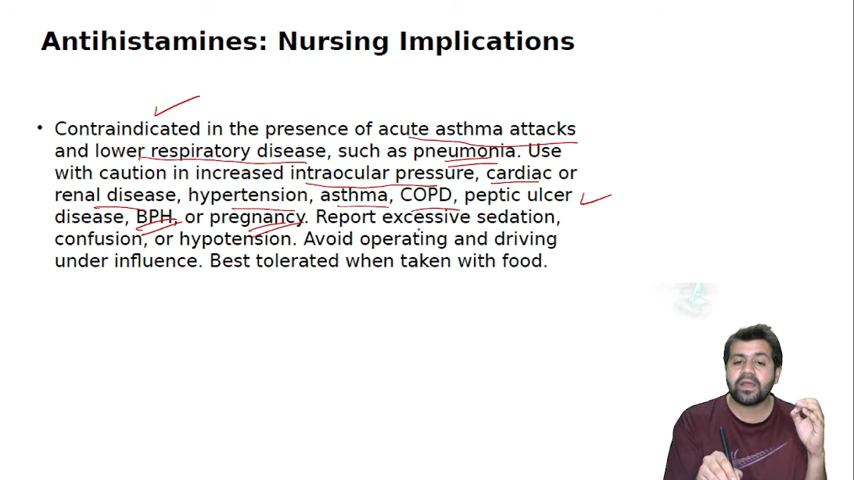 Antihistamines: Nursing Implications
• Contraindicated in the presence of acute asthma attacks
and lower respiratory disease, such as pneumonia. Use
with caution in increased intraocular pressure, cardiac or
renal disease, hypertension, asthma, COPD, peptic ulcer
disease, BPH, or pregnancy. Report excessive sedation,
confusion, or hypotension. Avoid operating and driving
under influence. Best tolerated when taken with food.